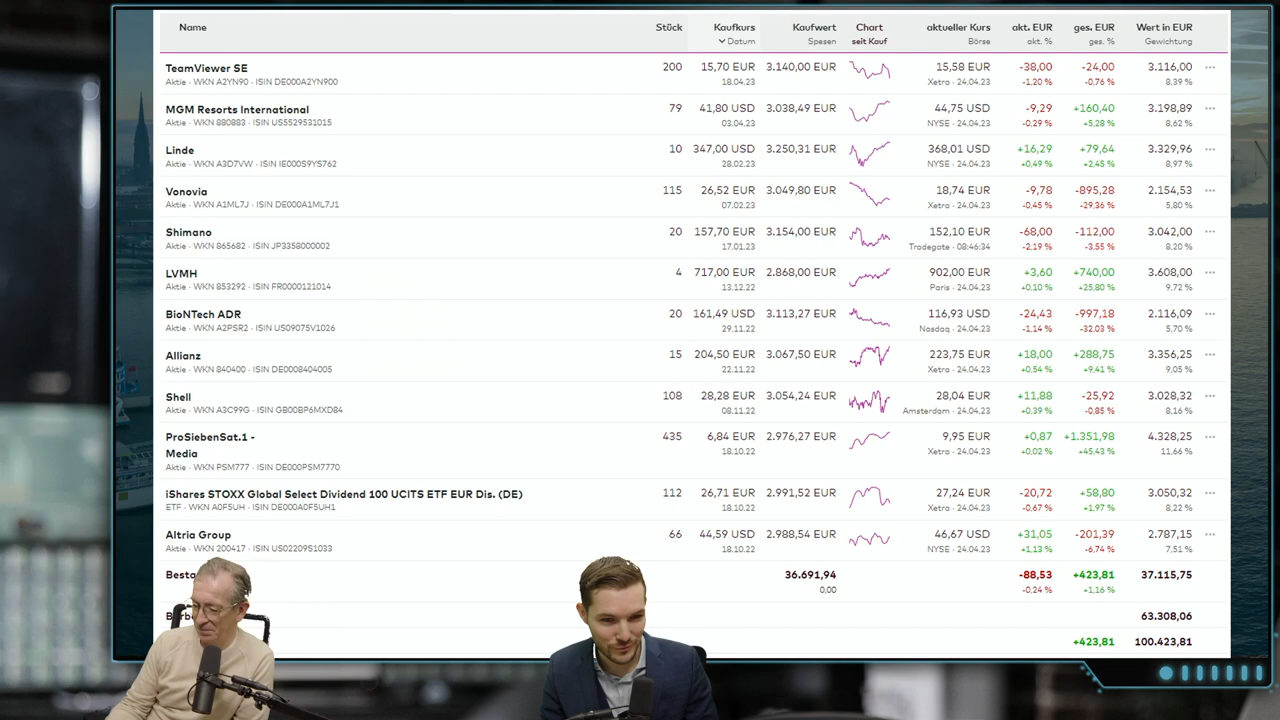 Name Stück Kaufkurs Kaufwert Chart aktueller Kurs akt. EUR ges. EUR Wert in EUR
Datum Spesen seit Kauf Börse akt. % ges. % Gewichtung
TeamViewer SE 200 15,70 EUR 3.140,00 EUR 15,58 EUR -38,00 -24,00 3.116,00
Aktie · WKN A2YN90 · ISIN DE000A2YN900 18.04.23 Xetra · 24.04.23 -1,20 % -0,76 % 8,39 %
MGM Resorts International 79 41,80 USD 3.038,49 EUR 44,75 USD -9,29 +160,40 3.198,89
Aktie · WKN 880883 · ISIN US5529531015 03.04.23 NYSE · 24.04.23 -0,29 % +5,28 % 8,62 %
Linde 10 347,00 USD 3.250,31 EUR 368,01 USD +16,29 +79,64 3.329,96
Aktie · WKN A3D7VW · ISIN IE000S9YS762 28.02.23 NYSE · 24.04.23 +0,49 % +2,45 % 8,97 %
Vonovia 115 26,52 EUR 3.049,80 EUR 18,74 EUR -9,78 -895,28 2.154,53
Aktie · WKN A1ML7J · ISIN DE000A1ML7J1 07.02.23 Xetra · 24.04.23 -0,45 % -29,36 % 5,80 %
Shimano 20 157,70 EUR 3.154,00 EUR 152,10 EUR -68,00 -112,00 3.042,00
Aktie · WKN 865682 · ISIN JP3358000002 17.01.23 Tradegate · 08:46:34 -2,19 % -3,55 % 8,20 %
LVMH 4 717,00 EUR 2.868,00 EUR 902,00 EUR +3,60 +740,00 3.608,00
Aktie · WKN 853292 · ISIN FR0000121014 13.12.22 Paris · 24.04.23 +0,10 % +25,80 % 9,72 %
BioNTech ADR 20 161,49 USD 3.113,27 EUR 116,93 USD -24,43 -997,18 2.116,09
Aktie · WKN A2PSR2 · ISIN US09075V1026 29.11.22 Nasdaq · 24.04.23 -1,14 % -32,03 % 5,70 %
Allianz 15 204,50 EUR 3.067,50 EUR 223,75 EUR +18,00 +288,75 3.356,25
Aktie · WKN 840400 · ISIN DE0008404005 22.11.22 Xetra · 24.04.23 +0,54 % +9,41 % 9,05 %
Shell 108 28,28 EUR 3.054,24 EUR 28,04 EUR +11,88 -25,92 3.028,32
Aktie · WKN A3C99G · ISIN GB00BP6MXD84 08.11.22 Amsterdam · 24.04.23 +0,39 % -0,85 % 8,16 %
ProSiebenSat.1 - 435 6,84 EUR 2.976,27 EUR 9,95 EUR +0,87 +1.351,98 4.328,25
Media 18.10.22 Xetra · 24.04.23 +0,02 % +45,43 % 11,66 %
Aktie · WKN PSM777 · ISIN DE000PSM7770
iShares STOXX Global Select Dividend 100 UCITS ETF EUR Dis. (DE) 112 26,71 EUR 2.991,52 EUR 27,24 EUR -20,72 +58,80 3.050,32
ETF · WKN A0F5UH · ISIN DE000A0F5UH1 18.10.22 Xetra · 24.04.23 -0,67 % +1,97 % 8,22 %
Altria Group 66 44,59 USD 2.988,54 EUR 46,67 USD +31,05 -201,39 2.787,15
Aktie · WKN 200417 · ISIN US02209S1033 18.10.22 NYSE · 24.04.23 +1,13 % -6,74 % 7,51 %
36.691,94 -88,53 +423,81 37.115,75
0,00 -0,24 % +1,16 %
63.308,06
+423,81 100.423,81